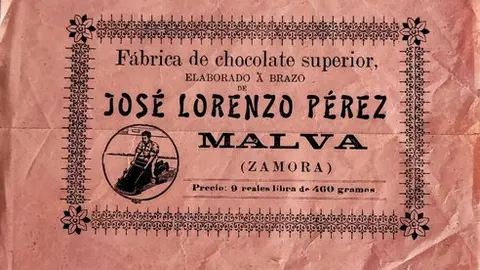 Fábrica de chocolate superior,
ELABORADO Á BRAZO
DE
JOSÉ LORENZO PÉREZ
MALVA
(ZAMORA)
Precio: 9 reales libra de 460 gramos